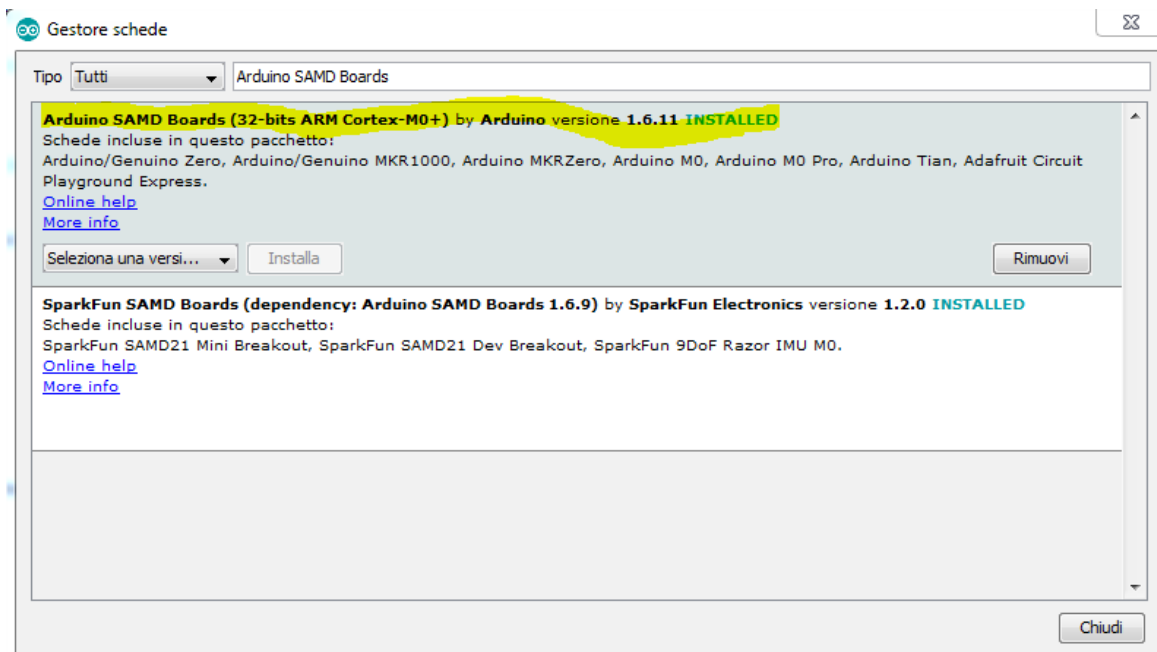 Gestore schede
Tipo Tutti Arduino SAMD Boards
Arduino SAMD Boards (32-bits ARM Cortex-M0+) by Arduino versione 1.6.11 INSTALLED
Schede incluse in questo pacchetto:
Arduino/Genuino Zero, Arduino/Genuino MKR1000, Arduino MKRZero, Arduino M0, Arduino M0 Pro, Arduino Tian, Adafruit Circuit
Playground Express.
Online help
More info
Seleziona una versi... Installa Rimuovi
SparkFun SAMD Boards (dependency: Arduino SAMD Boards 1.6.9) by SparkFun Electronics versione 1.2.0 INSTALLED
Schede incluse in questo pacchetto:
SparkFun SAMD21 Mini Breakout, SparkFun SAMD21 Dev Breakout, SparkFun 9DoF Razor IMU M0.
Online help
More info
Chiudi